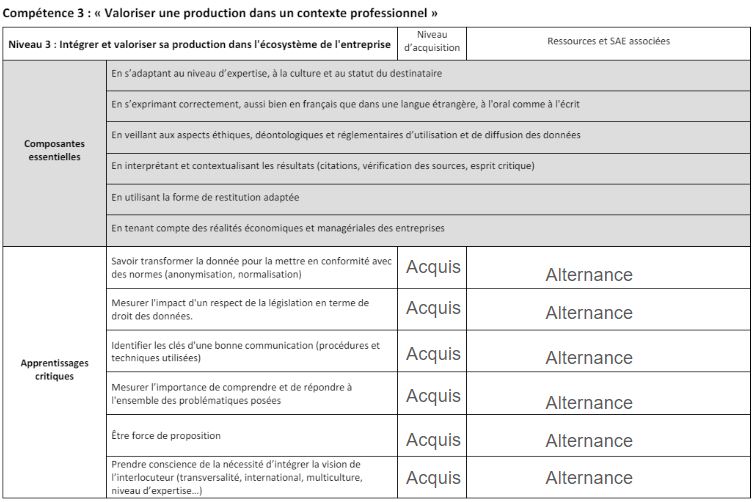 Compétence 3 : « Valoriser une production dans un contexte professionnel »
Niveau 3 : Intégrer et valoriser sa production dans l'écosystème de l'entreprise
Niveau
d'acquisition
Ressources et SAE associées
Composantes
essentielles
En s'adaptant au niveau d'expertise, à la culture et au statut du destinataire
En s'exprimant correctement, aussi bien en français que dans une langue étrangère, à l'oral comme à l'écrit
En veillant aux aspects éthiques, déontologiques et réglementaires d'utilisation et de diffusion des données
En interprétant et contextualisant les résultats (citations, vérification des sources, esprit critique)
En utilisant la forme de restitution adaptée
En tenant compte des réalités économiques et managériales des entreprises
Apprentissages
critiques
Savoir transformer la donnée pour la mettre en conformité avec
des normes (anonymisation, normalisation)
Acquis
Alternance
Mesurer l'impact d'un respect de la législation en terme de
droit des données.
Acquis
Alternance
Identifier les clés d'une bonne communication (procédures et
techniques utilisées)
Acquis
Alternance
Mesurer l'importance de comprendre et de répondre à
l'ensemble des problématiques posées
Acquis
Alternance
Être force de proposition
Acquis
Alternance
Prendre conscience de la nécessité d'intégrer la vision de
l'interlocuteur (transversalité, international, multiculture,
niveau d'expertise...)
Acquis
Alternance